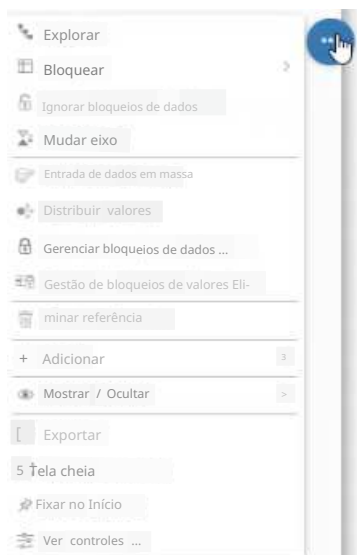 Explorar
Bloquear >
Ignorar bloqueios de dados
Mudar eixo
Entrada de dados em massa
Distribuir valores
Gerenciar bloqueios de dados ...
Gestão de bloqueios de valores Eli-
minar referência
+ Adicionar 3
Mostrar / Ocultar >
[ Exportar
5 Tela cheia
Fixar no Início
Ver controles ...